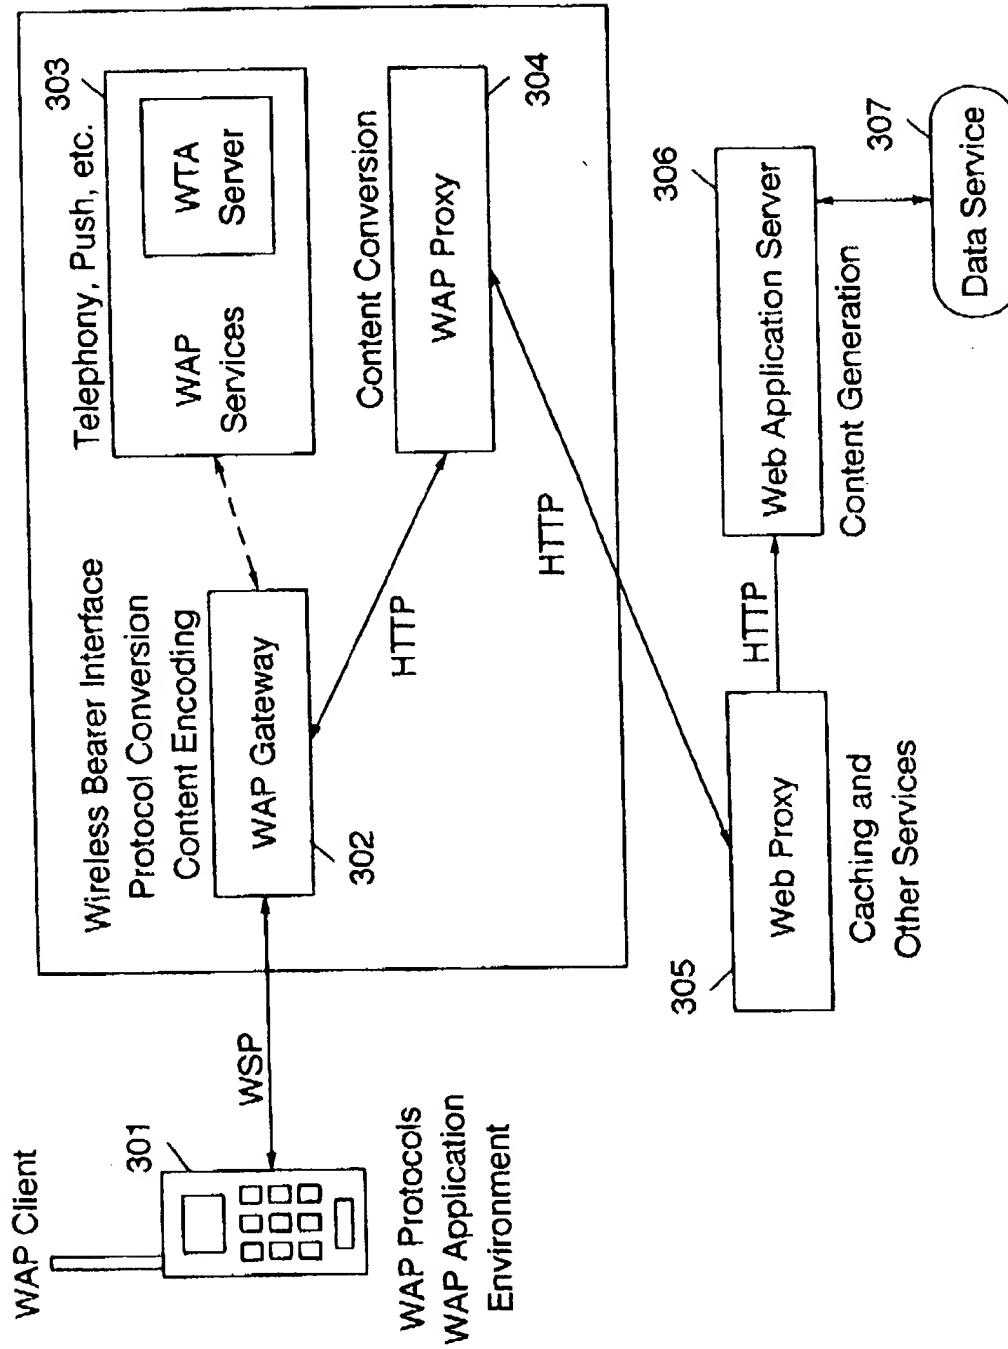 WAP Client
301
WAP Protocols
WAP Application
Environment
WSP
Wireless Bearer Interface
Protocol Conversion
Content Encoding
WAP Gateway
302
Telephony, Push, etc.
303
WAP
Services
WTA
Server
Content Conversion
WAP Proxy
304
HTTP
HTTP
305
Web Proxy
Caching and
Other Services
HTTP
306
Web Application Server
Content Generation
307
Data Service